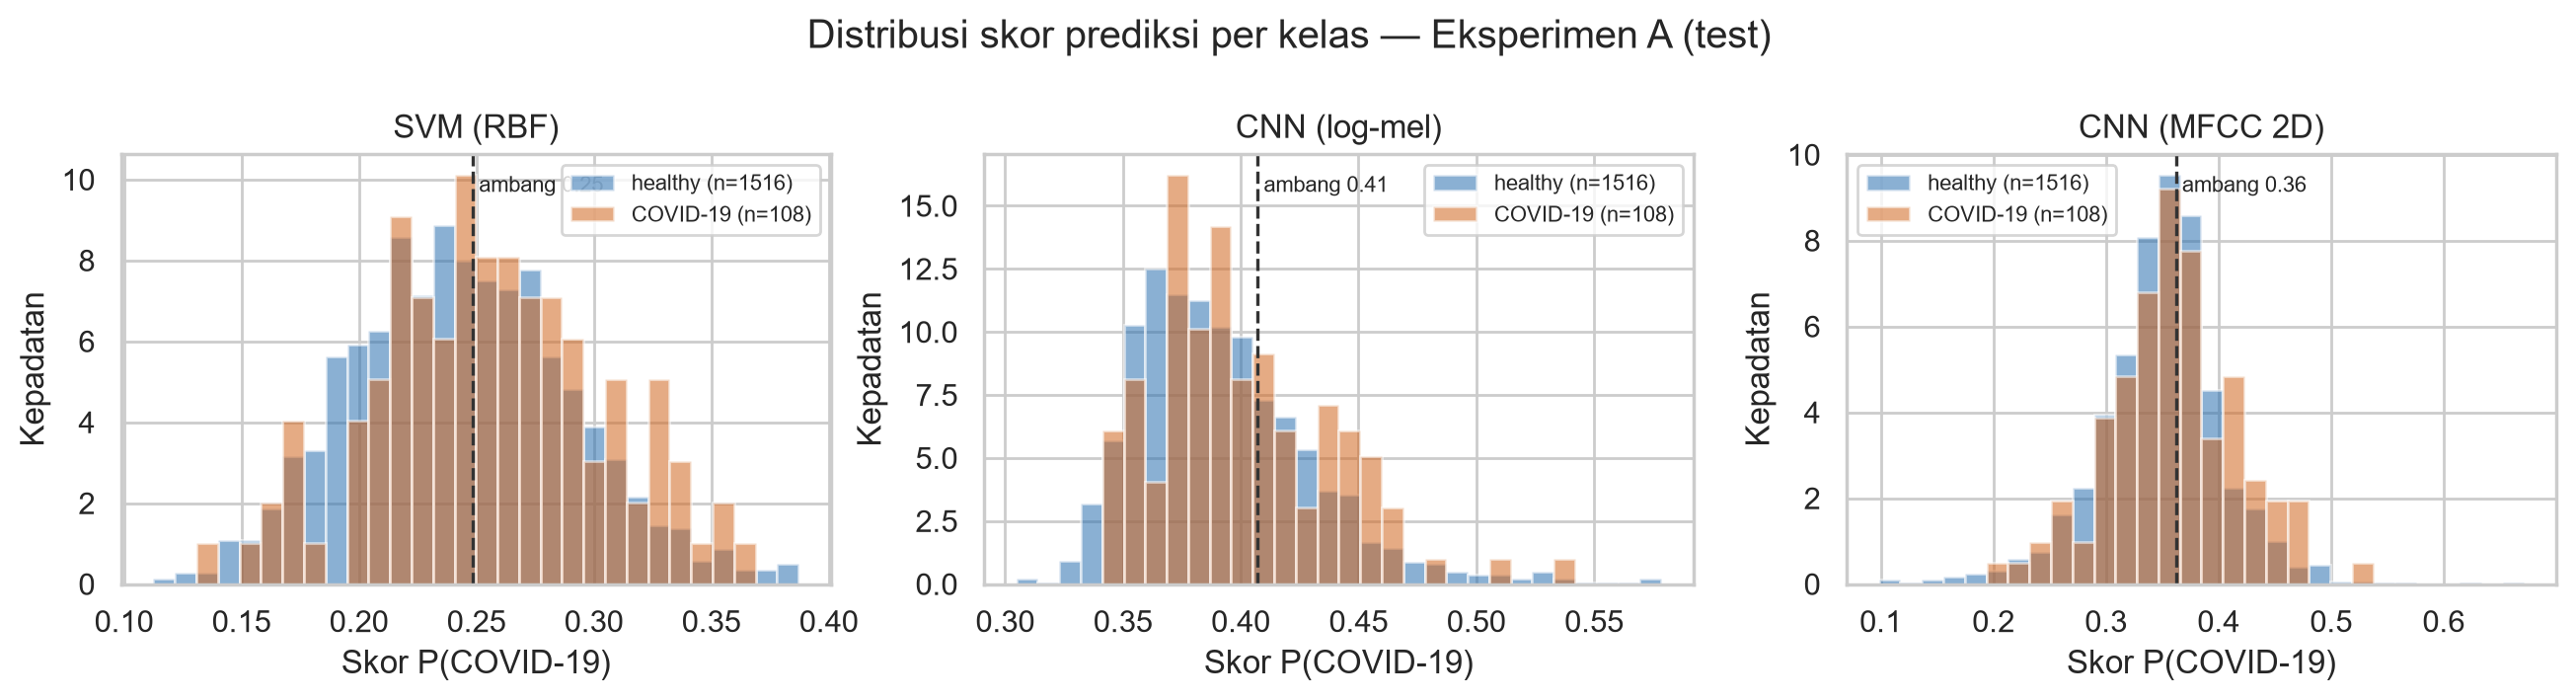 Distribusi skor prediksi per kelas — Eksperimen A (test)
SVM (RBF)
10
8
6
4
2
0
Kepadatan
ambang 0.25
healthy (n=1516)
COVID-19 (n=108)
0.10 0.15 0.20 0.25 0.30 0.35 0.40
Skor P(COVID-19)
CNN (log-mel)
15.0
12.5
10.0
7.5
5.0
2.5
0.0
Kepadatan
ambang 0.41
healthy (n=1516)
COVID-19 (n=108)
0.30 0.35 0.40 0.45 0.50 0.55
Skor P(COVID-19)
CNN (MFCC 2D)
10
8
6
4
2
0
Kepadatan
healthy (n=1516)
COVID-19 (n=108)
ambang 0.36
0.1 0.2 0.3 0.4 0.5 0.6
Skor P(COVID-19)